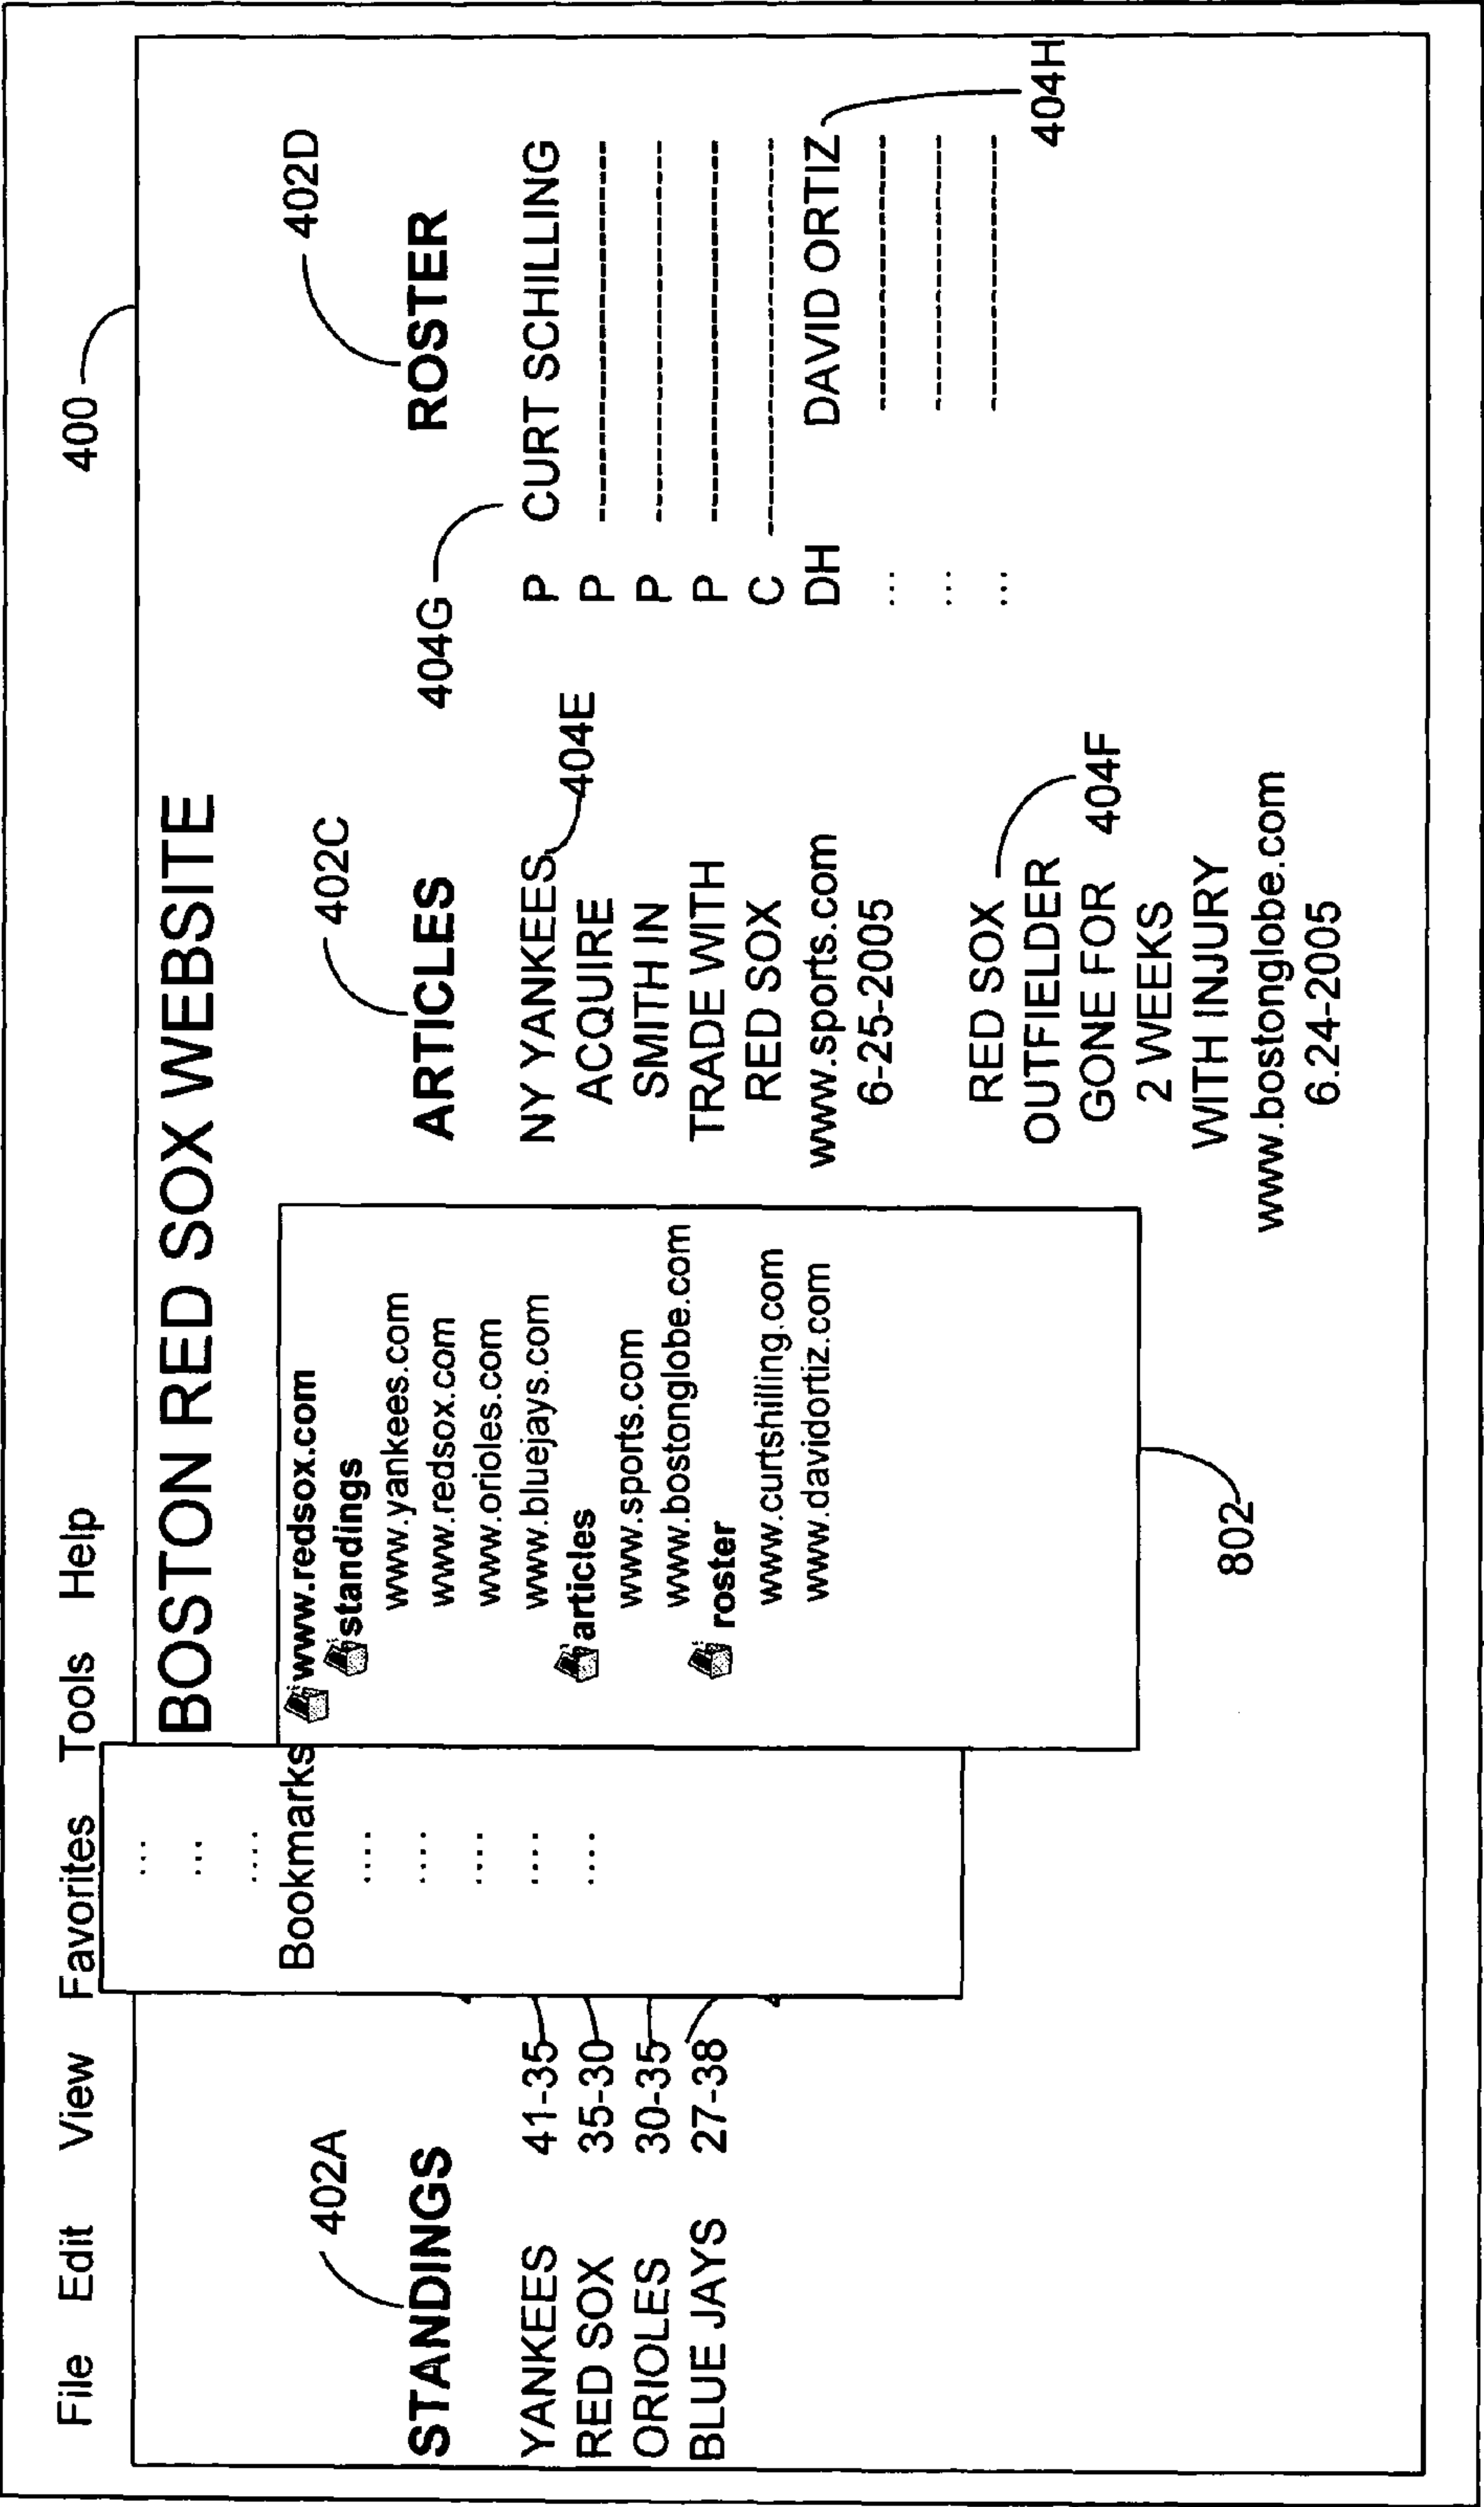 File Edit View Favorites Tools Help
400
BOSTON RED SOX WEBSITE
402A
STANDINGS
YANKEES 41-35
RED SOX 35-30
ORIOLES 30-35
BLUE JAYS 27-38
...
...
....
Bookmarks
....
....
....
....
....
www.redsox.com
standings
www.yankees.com
www.redsox.com
www.orioles.com
www.bluejays.com
articles
www.sports.com
www.bostonglobe.com
roster
www.curtshilling.com
www.davidortiz.com
802
402C
ARTICLES
NY YANKEES
404E
ACQUIRE
SMITH IN
TRADE WITH
RED SOX
www.sports.com
6-25-2005
RED SOX
OUTFIELDER
GONE FOR
404F
2 WEEKS
WITH INJURY
www.bostonglobe.com
6.24-2005
402D
ROSTER
404G
P CURT SCHILLING
P ----------
P ----------
P ----------
C ----------
DH DAVID ORTIZ
... ----------
... ----------
... ----------
404H